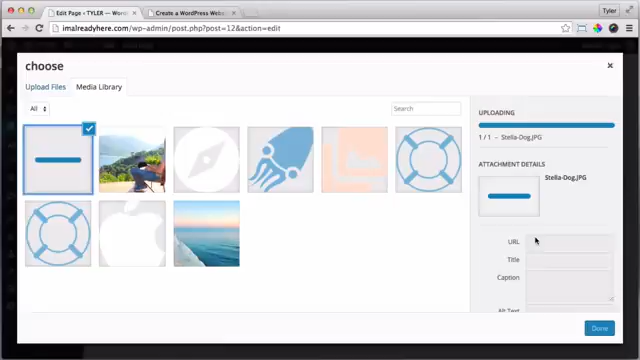 Edit Page ‹ TYLER — Word
Create a WordPress Webs
Tyler
imalreadyhere.com/wp-admin/post.php?post=12&action=edit
choose
Upload Files
Media Library
All
Search
UPLOADING
1 / 1 – Stella-Dog.JPG
ATTACHMENT DETAILS
Stella-Dog.JPG
URL
Title
Caption
Alt Text
Done